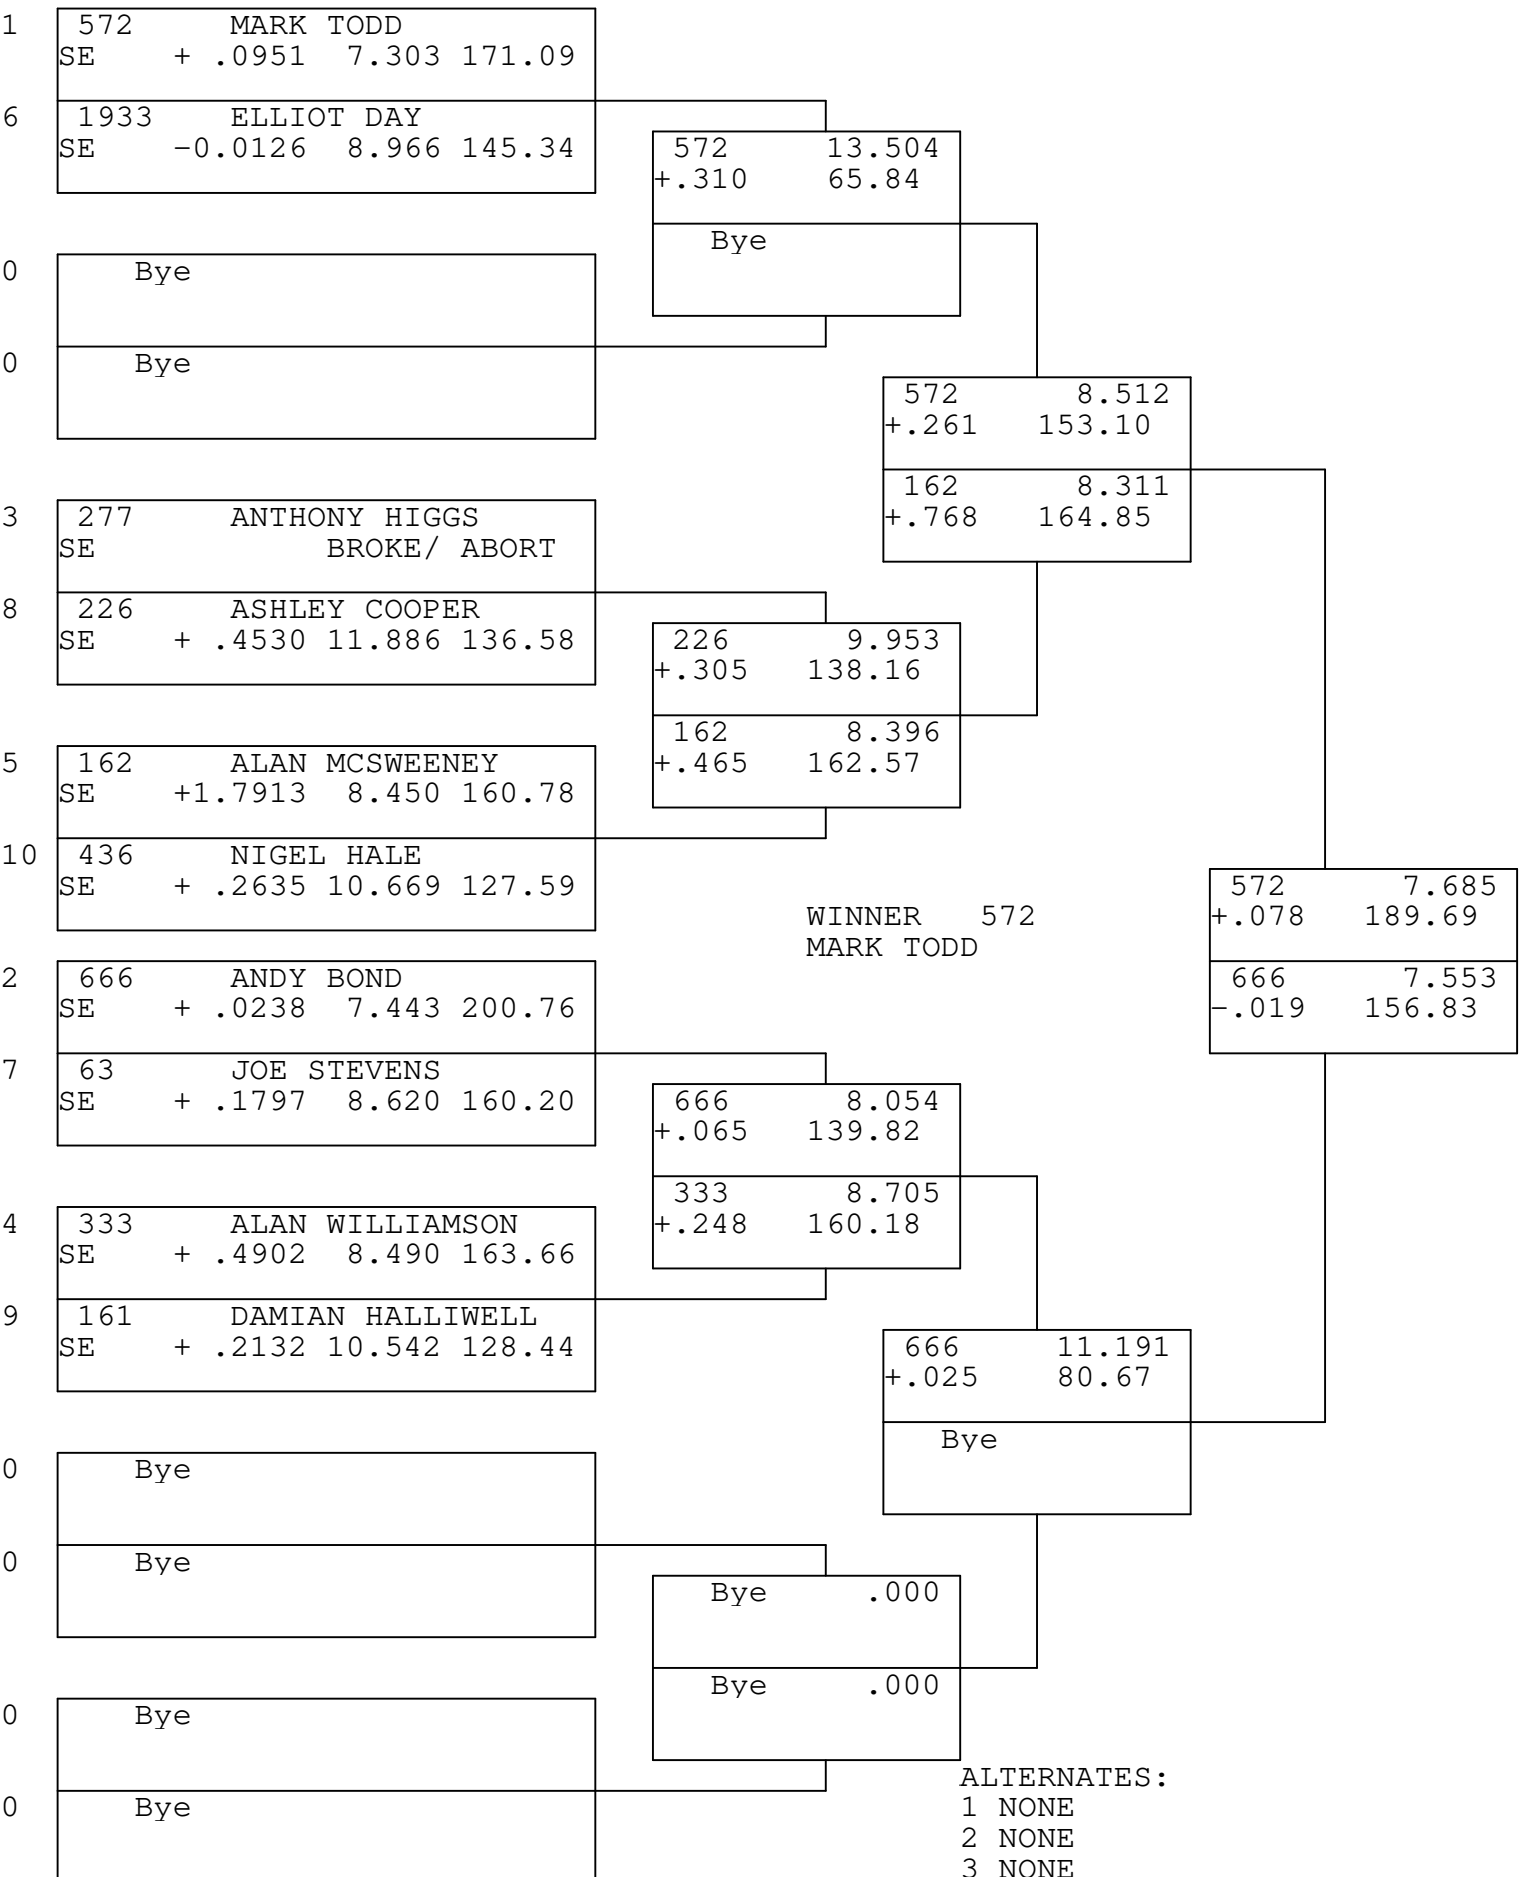 1 572 MARK TODD
SE + .0951 7.303 171.09
6 1933 ELLIOT DAY
SE -0.0126 8.966 145.34
572 13.504
+.310 65.84
Bye
0 Bye
0 Bye
572 8.512
+.261 153.10
162 8.311
+.768 164.85
3 277 ANTHONY HIGGS
SE BROKE/ ABORT
8 226 ASHLEY COOPER
SE + .4530 11.886 136.58
226 9.953
+.305 138.16
162 8.396
+.465 162.57
5 162 ALAN MCSWEENEY
SE +1.7913 8.450 160.78
10 436 NIGEL HALE
SE + .2635 10.669 127.59
WINNER 572
MARK TODD
572 7.685
+.078 189.69
666 7.553
-.019 156.83
2 666 ANDY BOND
SE + .0238 7.443 200.76
7 63 JOE STEVENS
SE + .1797 8.620 160.20
666 8.054
+.065 139.82
333 8.705
+.248 160.18
4 333 ALAN WILLIAMSON
SE + .4902 8.490 163.66
9 161 DAMIAN HALLIWELL
SE + .2132 10.542 128.44
666 11.191
+.025 80.67
Bye
0 Bye
0 Bye
Bye .000
Bye .000
0 Bye
0 Bye
ALTERNATES:
1 NONE
2 NONE
3 NONE